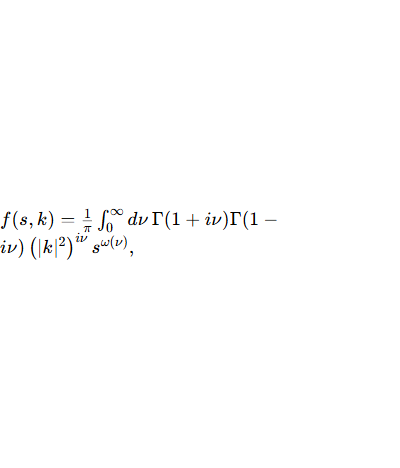 f(s, k) = \frac{1}{\pi} \int_0^\infty d\nu \, \Gamma(1 + i\nu)\Gamma(1 −
i\nu) \left(|k|^2\right)^{i\nu} s^{\omega(\nu)},